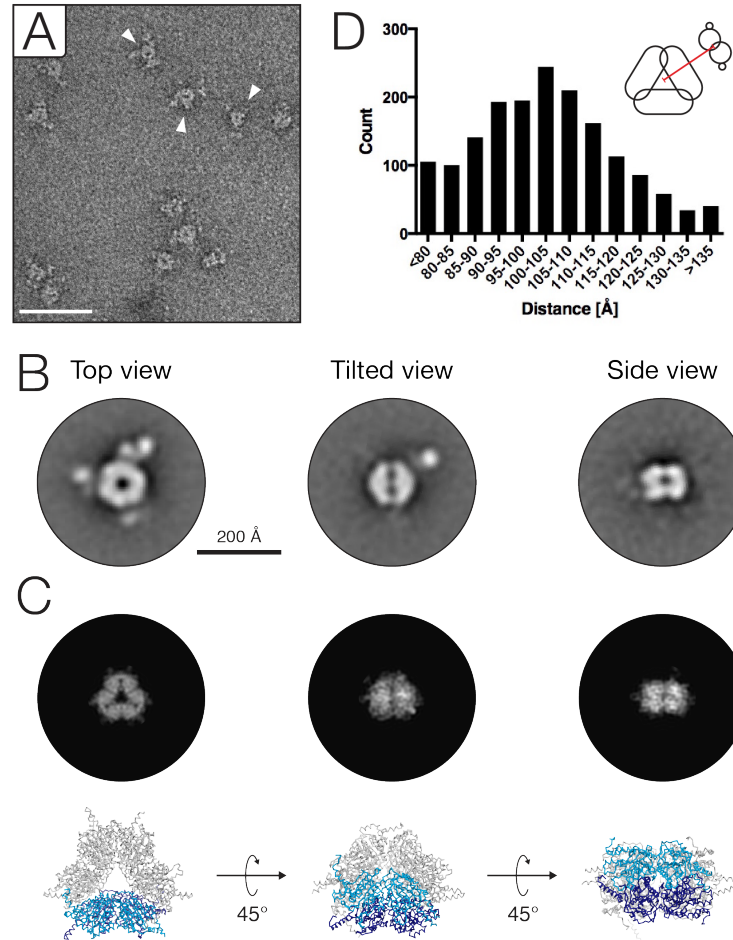 A
D
300
200
100
0
Count
<80
80-85
85-90
90-95
95-100
100-105
105-110
110-115
115-120
120-125
125-130
130-135
>135
Distance [Å]
B
Top view
Tilted view
Side view
200 Å
C
45°
45°